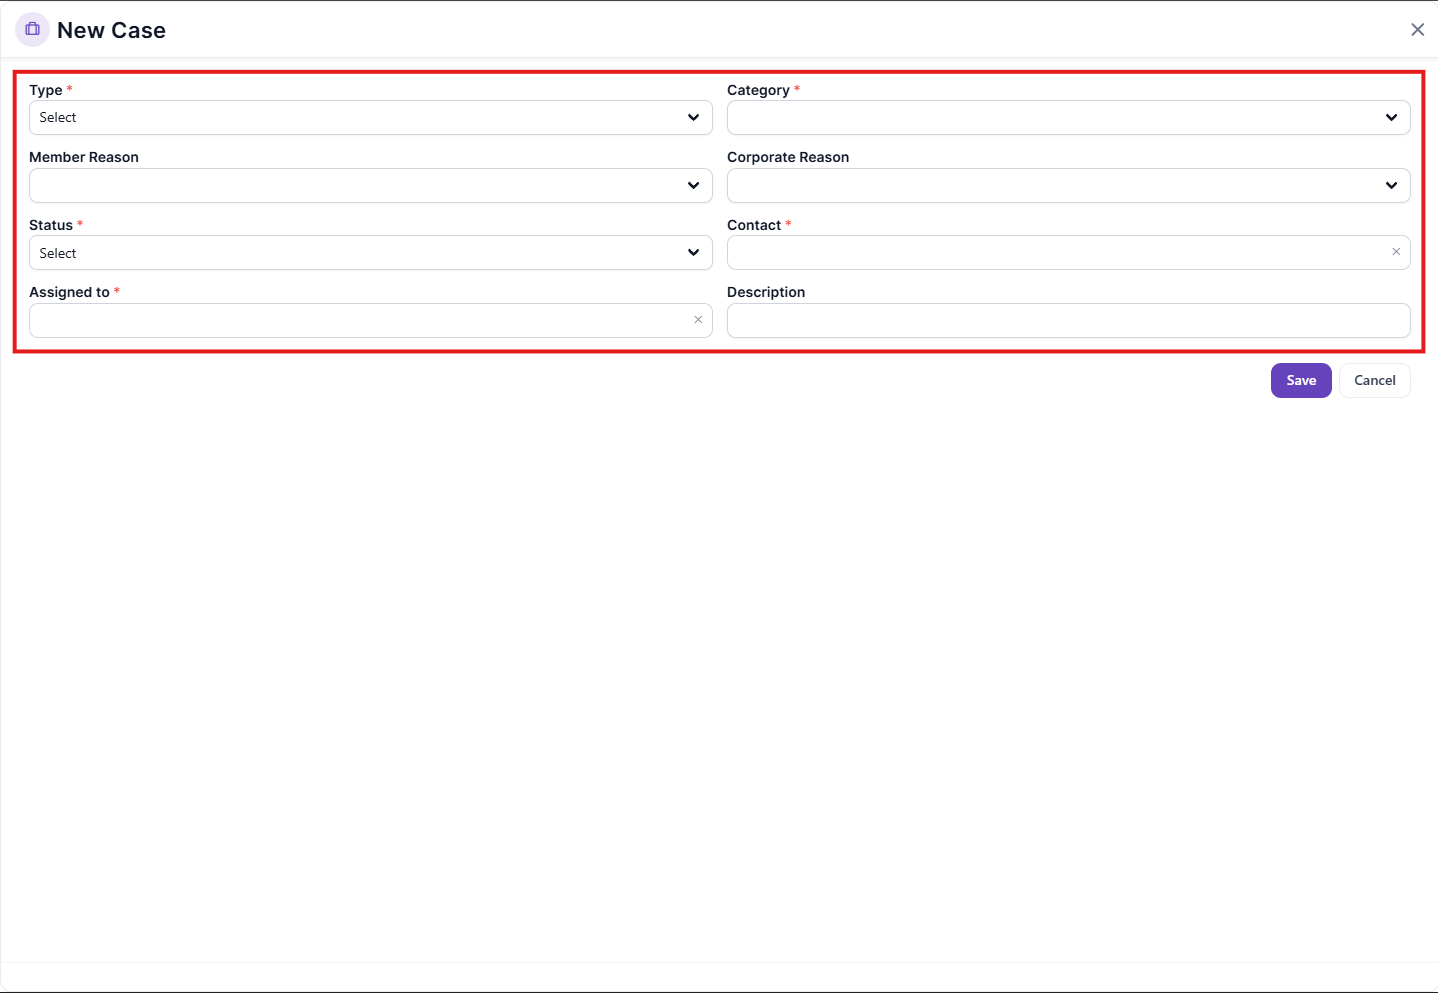 New Case
Type * Category *
Select
Member Reason Corporate Reason
Status * Contact *
Select
Assigned to * Description
Save Cancel